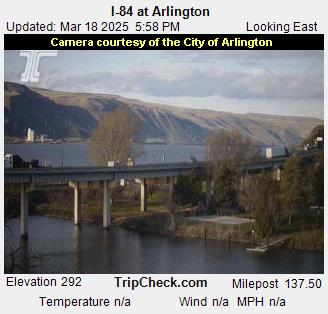 I-84 at Arlington
Updated: Mar 18 2025 5:58 PM Looking East
Camera courtesy of the City of Arlington
Elevation 292 TripCheck.com Milepost 137.50
Temperature n/a Wind n/a MPH n/a